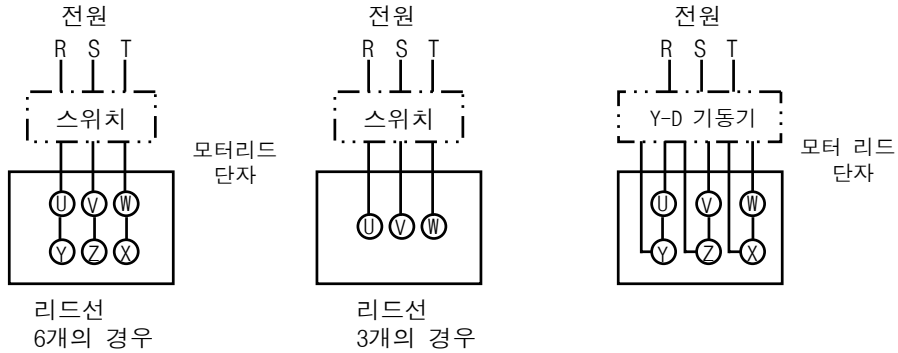 전원
R S T
스위치
모터리드
단자
U V W
Y Z X
리드선
6개의 경우
전원
R S T
스위치
U V W
리드선
3개의 경우
전원
R S T
Y-D 기동기
모터 리드
단자
U V W
Y Z X